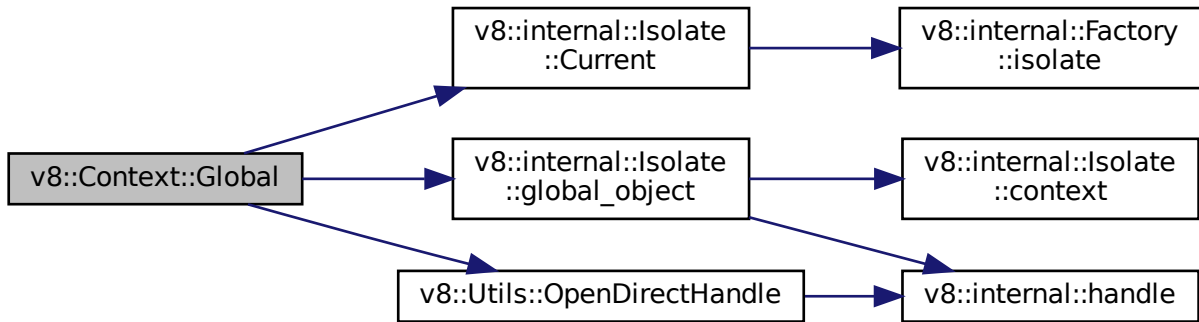 v8::Context::Global
v8::internal::Isolate
::Current
v8::internal::Factory
::isolate
v8::internal::Isolate
::global_object
v8::internal::Isolate
::context
v8::Utils::OpenDirectHandle
v8::internal::handle